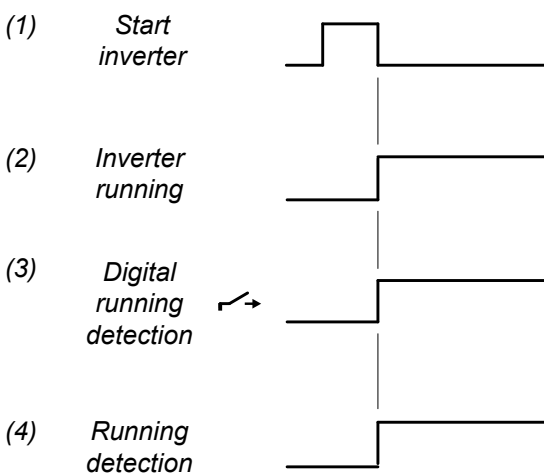 (1) Start
inverter
(2) Inverter
running
(3) Digital
running
detection
(4) Running
detection